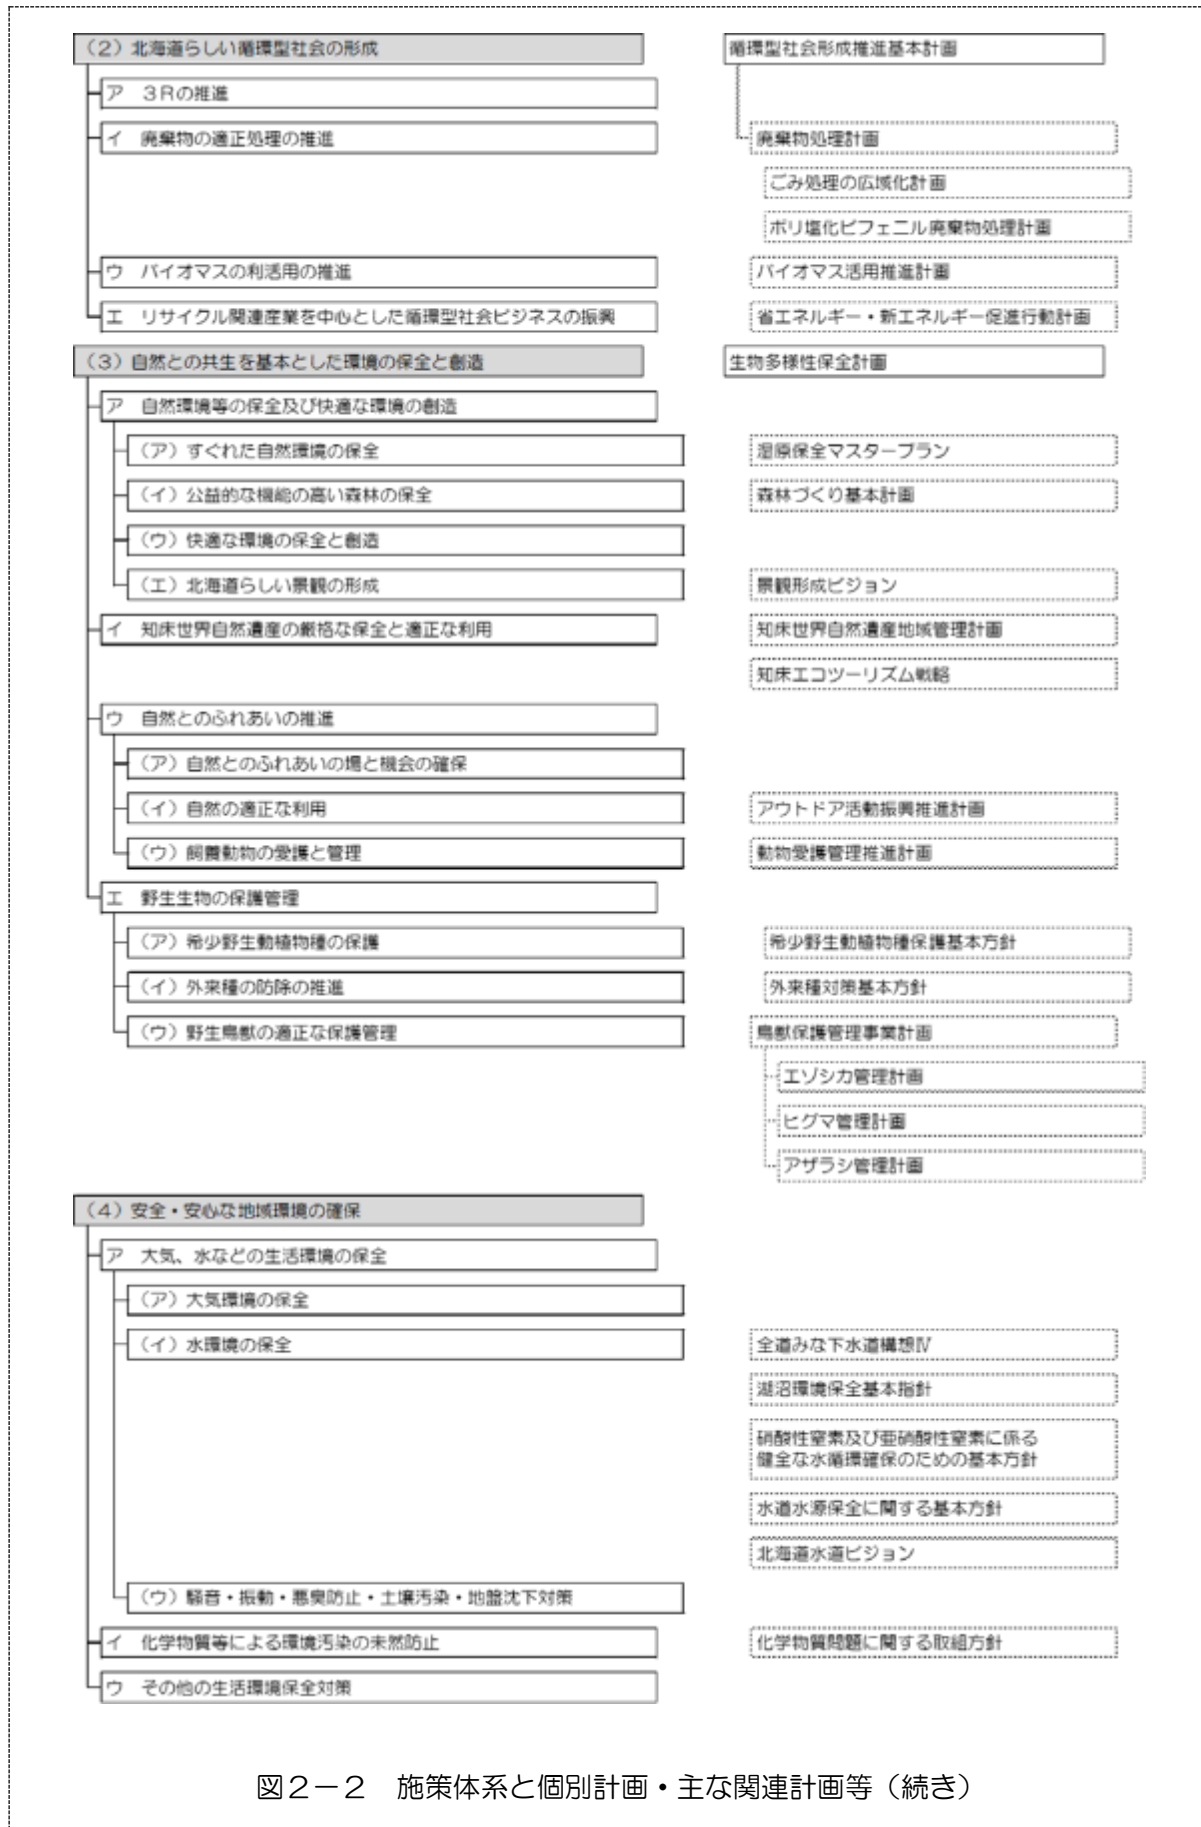 (2) 北海道らしい循環型社会の形成
循環型社会形成推進基本計画
ア 3Rの推進
イ 廃棄物の適正処理の推進
廃棄物処理計画
ごみ処理の広域化計画
ポリ塩化ビフェニル廃棄物処理計画
ウ バイオマスの利活用の推進
バイオマス活用推進計画
エ リサイクル関連産業を中心とした循環型社会ビジネスの振興
省エネルギー・新エネルギー促進行動計画
(3) 自然との共生を基本とした環境の保全と創造
生物多様性保全計画
ア 自然環境等の保全及び快適な環境の創造
(ア) すぐれた自然環境の保全
湿原保全マスタープラン
(イ) 公益的な機能の高い森林の保全
森林づくり基本計画
(ウ) 快適な環境の保全と創造
(エ) 北海道らしい景観の形成
景観形成ビジョン
イ 知床世界自然遺産の厳格な保全と適正な利用
知床世界自然遺産地域管理計画
知床エコツーリズム戦略
ウ 自然とのふれあいの推進
(ア) 自然とのふれあいの場と機会の確保
(イ) 自然の適正な利用
アウトドア活動振興推進計画
(ウ) 飼養動物の愛護と管理
動物愛護管理推進計画
エ 野生生物の保護管理
(ア) 希少野生動植物種の保護
希少野生動植物種保護基本方針
(イ) 外来種の防除の推進
外来種対策基本方針
(ウ) 野生鳥獣の適正な保護管理
鳥獣保護管理事業計画
エゾシカ管理計画
ヒグマ管理計画
アザラシ管理計画
(4) 安全・安心な地域環境の確保
ア 大気、水などの生活環境の保全
(ア) 大気環境の保全
(イ) 水環境の保全
全道みな下水道構想Ⅳ
湖沼環境保全基本指針
硝酸性窒素及び亜硝酸性窒素に係る
健全な水循環確保のための基本方針
水道水源保全に関する基本方針
北海道水道ビジョン
(ウ) 騒音・振動・悪臭防止・土壌汚染・地盤沈下対策
イ 化学物質等による環境汚染の未然防止
化学物質問題に関する取組方針
ウ その他の生活環境保全対策
図2-2 施策体系と個別計画・主な関連計画等(続き)